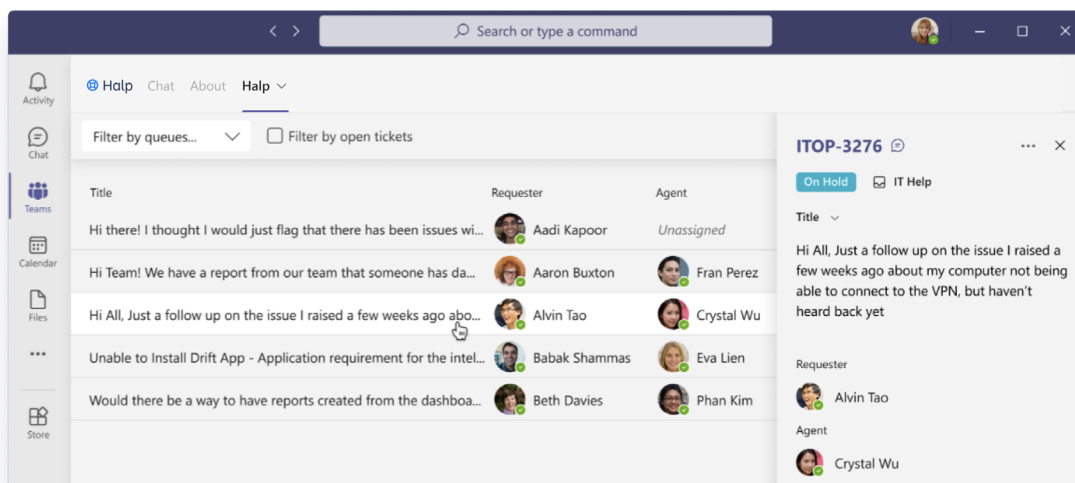 Search or type a command
Activity
Chat
Teams
Calendar
Files
Store
Halp Chat About Halp
Filter by queues... Filter by open tickets
Title Requester Agent
Hi there! I thought I would just flag that there has been issues wi... Aadi Kapoor Unassigned
Hi Team! We have a report from our team that someone has da... Aaron Buxton Fran Perez
Hi All, Just a follow up on the issue I raised a few weeks ago abo... Alvin Tao Crystal Wu
Unable to Install Drift App - Application requirement for the intel... Babak Shammas Eva Lien
Would there be a way to have reports created from the dashboa... Beth Davies Phan Kim
ITOP-3276
On Hold IT Help
Title
Hi All, Just a follow up on the issue I raised a
few weeks ago about my computer not being
able to connect to the VPN, but haven't
heard back yet
Requester
Alvin Tao
Agent
Crystal Wu